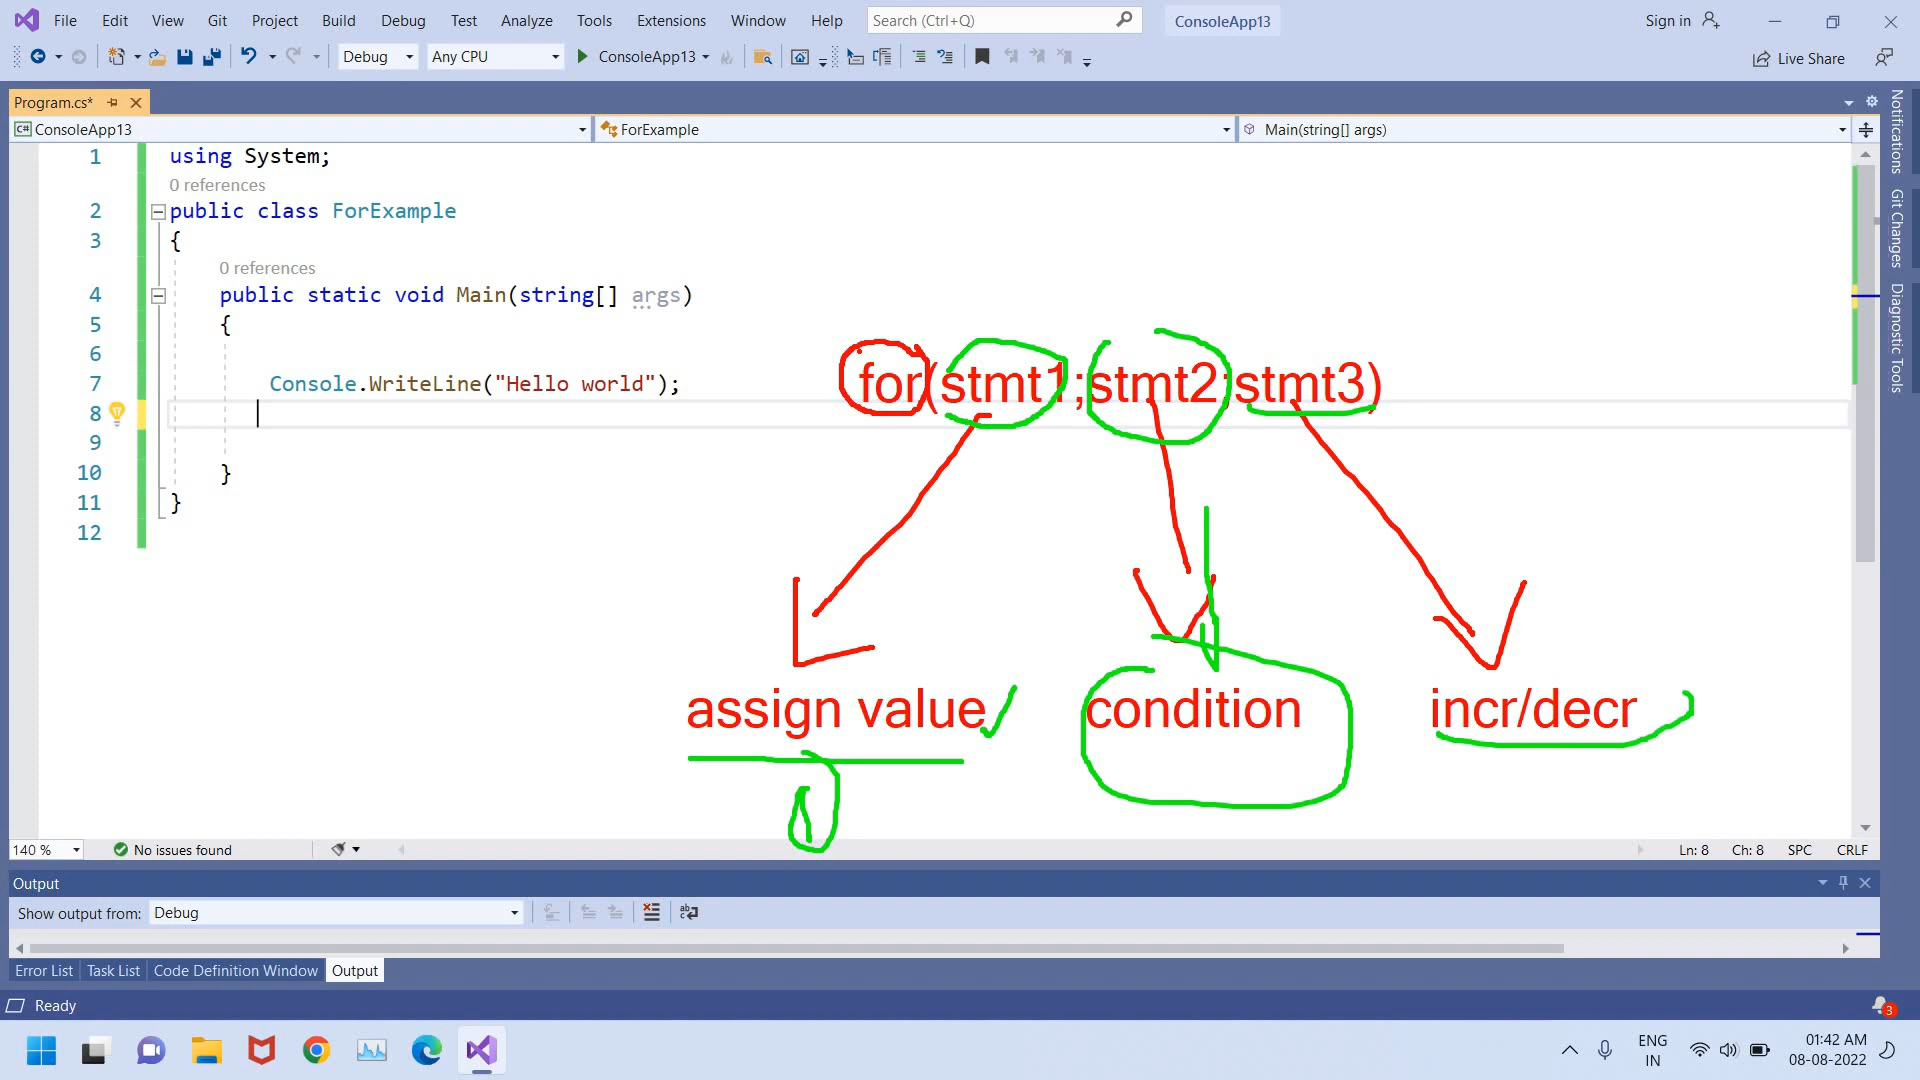 File Edit View Git Project Build Debug Test Analyze Tools Extensions Window Help Search (Ctrl+Q) ConsoleApp13 Sign in
Debug Any CPU ConsoleApp13 Live Share
Program.cs*
C# ConsoleApp13 ForExample Main(string[] args)
1 using System;
0 references
2 public class ForExample
3 {
0 references
4 public static void Main(string[] args)
5 {
6
7 Console.WriteLine("Hello world");
8
9
10 }
11 }
12
for(stmt1;stmt2;stmt3)
assign value condition incr/decr
Notifications
Git Changes
Diagnostic Tools
140 % No issues found Ln: 8 Ch: 8 SPC CRLF
Output
Show output from: Debug
Error List Task List Code Definition Window Output
Ready 3
ENG 01:42 AM
IN 08-08-2022